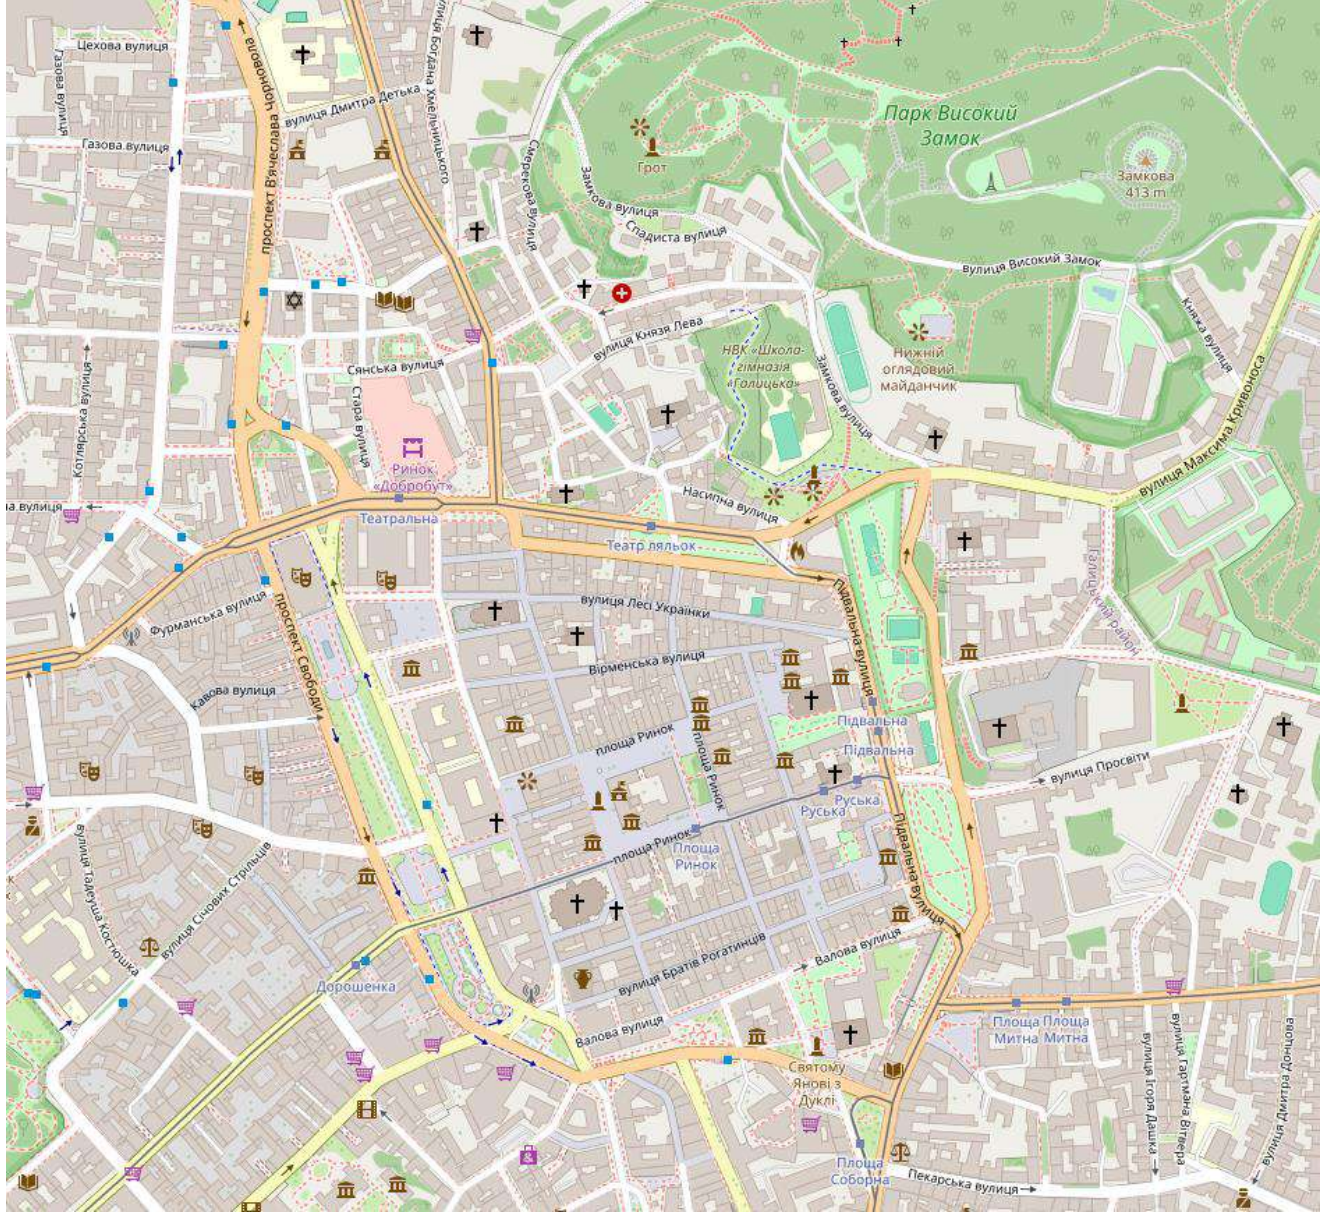 Цехова вулиця
Газова вулиця
Газова вулиця
проспект В'ячеслава Чорновола
вулиця Дмитра Детька
вулиця Богдана Хмельницького
Смерекова вулиця
Замкова вулиця
Спадиста вулиця
Грот
Парк Високий
Замок
Замкова
413 m
вулиця Високий Замок
Княжа вулиця
вулиця Князя Лева
НВК «Школа-
гімназія
«Галицька»
Замкова вулиця
Нижній
оглядовий
майданчик
вулиця Максима Кривоноса
Котлярська вулиця
Сянська вулиця
Стара вулиця
Ринок
«Добробут»
Театральна
на вулиця
Насипна вулиця
Театр ляльок
Галицький район
Фурманська вулиця
проспект Свободи
вулиця Лесі Українки
Підвальна вулиця
Вірменська вулиця
Кавова вулиця
площа Ринок
площа Ринок
Підвальна
Підвальна
вулиця Просвіти
Руська
Руська
площа Ринок
Площа
Ринок
Підвальна вулиця
вулиця Тадеуша Костюшка
вулиця Січових Стрільців
Дорошенка
вулиця Братів Рогатинців
Валова вулиця
Валова вулиця
Площа
Митна
Площа
Митна
Святому
Янові з
Дуклі
вулиця Ігоря Дашка
вулиця Гартмана Вітвера
вулиця Дмитра Донцова
Площа
Соборна
Пекарська вулиця